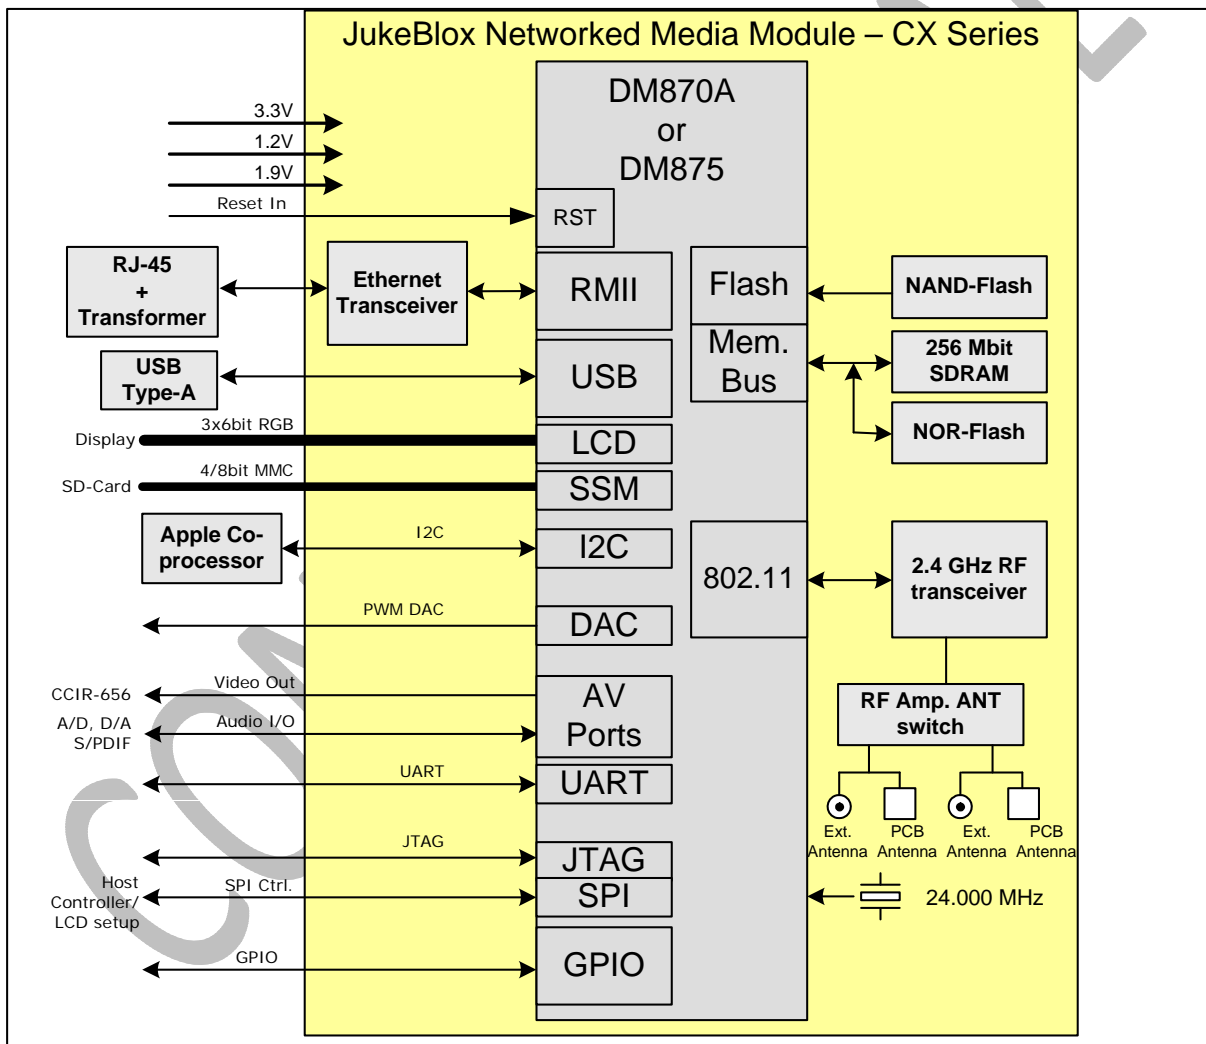 JukeBlox Networked Media Module – CX Series
DM870A
or
DM875
3.3V
1.2V
1.9V
Reset In
RST
RJ-45
+
Transformer
Ethernet
Transceiver
RMII
Flash
NAND-Flash
USB
Type-A
USB
Mem.
Bus
256 Mbit
SDRAM
NOR-Flash
Display
3x6bit RGB
LCD
SD-Card
4/8bit MMC
SSM
Apple Co-
processor
I2C
I2C
802.11
2.4 GHz RF
transceiver
PWM DAC
DAC
CCIR-656
Video Out
A/D, D/A
S/PDIF
Audio I/O
AV
Ports
RF Amp. ANT
switch
UART
UART
Ext.
Antenna
PCB
Antenna
Ext.
Antenna
PCB
Antenna
JTAG
JTAG
Host
Controller/
LCD setup
SPI Ctrl.
SPI
24.000 MHz
GPIO
GPIO